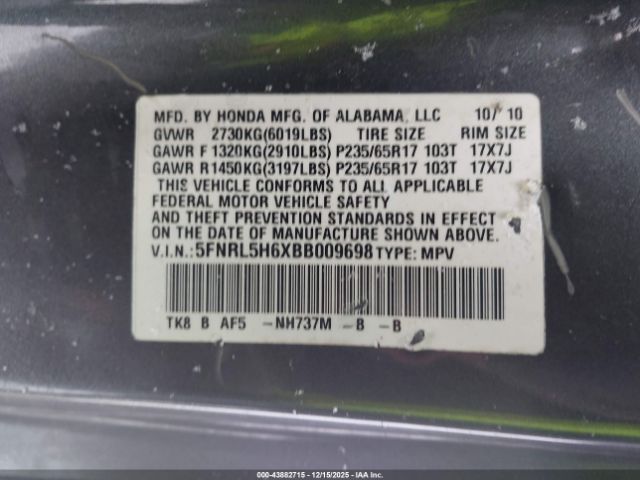 MFD. BY HONDA MFG. OF ALABAMA, LLC 10/ 10
GVWR 2730KG(6019LBS) TIRE SIZE RIM SIZE
GAWR F 1320KG(2910LBS) P235/65R17 103T 17X7J
GAWR R1450KG(3197LBS) P235/65R17 103T 17X7J
THIS VEHICLE CONFORMS TO ALL APPLICABLE
FEDERAL MOTOR VEHICLE SAFETY
AND THEFT PREVENTION STANDARDS IN EFFECT
ON THE DATE OF MANUFACTURE SHOWN ABOVE.
V.I.N.:5FNRL5H6XBB009698 TYPE: MPV
TK8 B AF5 -NH737M -B -B
000-43882715 - 12/15/2025 - IAAI Inc.